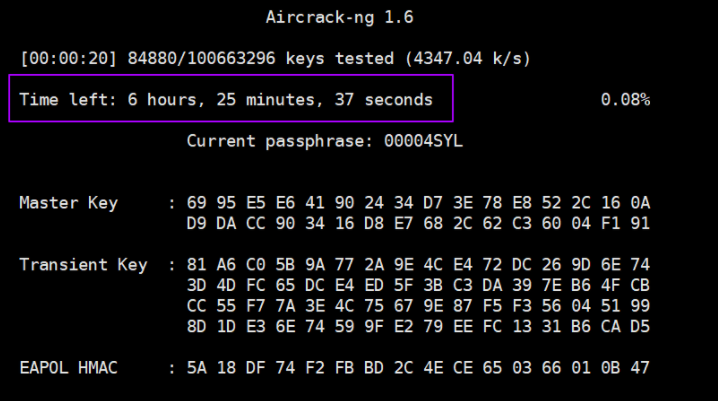 Aircrack-ng 1.6
[00:00:20] 84880/100663296 keys tested (4347.04 k/s)
Time left: 6 hours, 25 minutes, 37 seconds 0.08%
Current passphrase: 00004SYL
Master Key : 69 95 E5 E6 41 90 24 34 D7 3E 78 E8 52 2C 16 0A
D9 DA CC 90 34 16 D8 E7 68 2C 62 C3 60 04 F1 91
Transient Key : 81 A6 C0 5B 9A 77 2A 9E 4C E4 72 DC 26 9D 6E 74
3D 4D FC 65 DC E4 ED 5F 3B C3 DA 39 7E B6 4F CB
CC 55 F7 7A 3E 4C 75 67 9E 87 F5 F3 56 04 51 99
8D 1D E3 6E 74 59 9F E2 79 EE FC 13 31 B6 CA D5
EAPOL HMAC : 5A 18 DF 74 F2 FB BD 2C 4E CE 65 03 66 01 0B 47